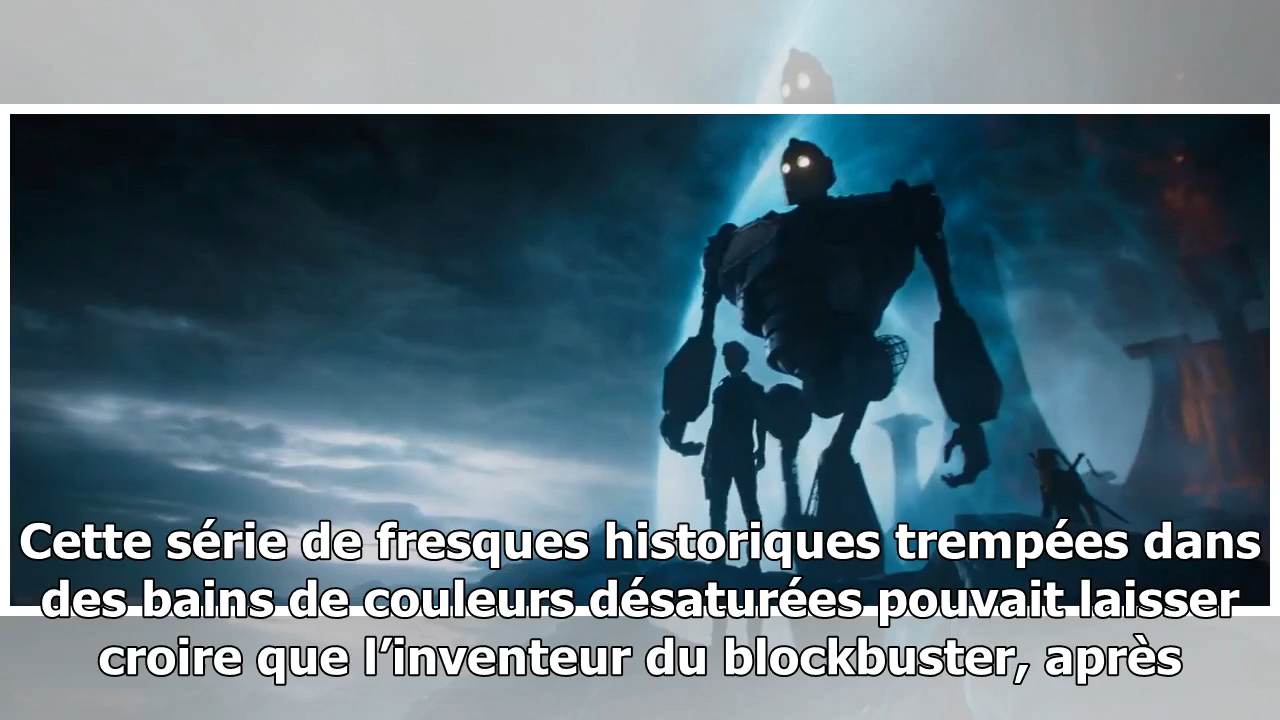 Cette série de fresques historiques trempées dans
des bains de couleurs désaturées pouvait laisser
croire que l’inventeur du blockbuster, après